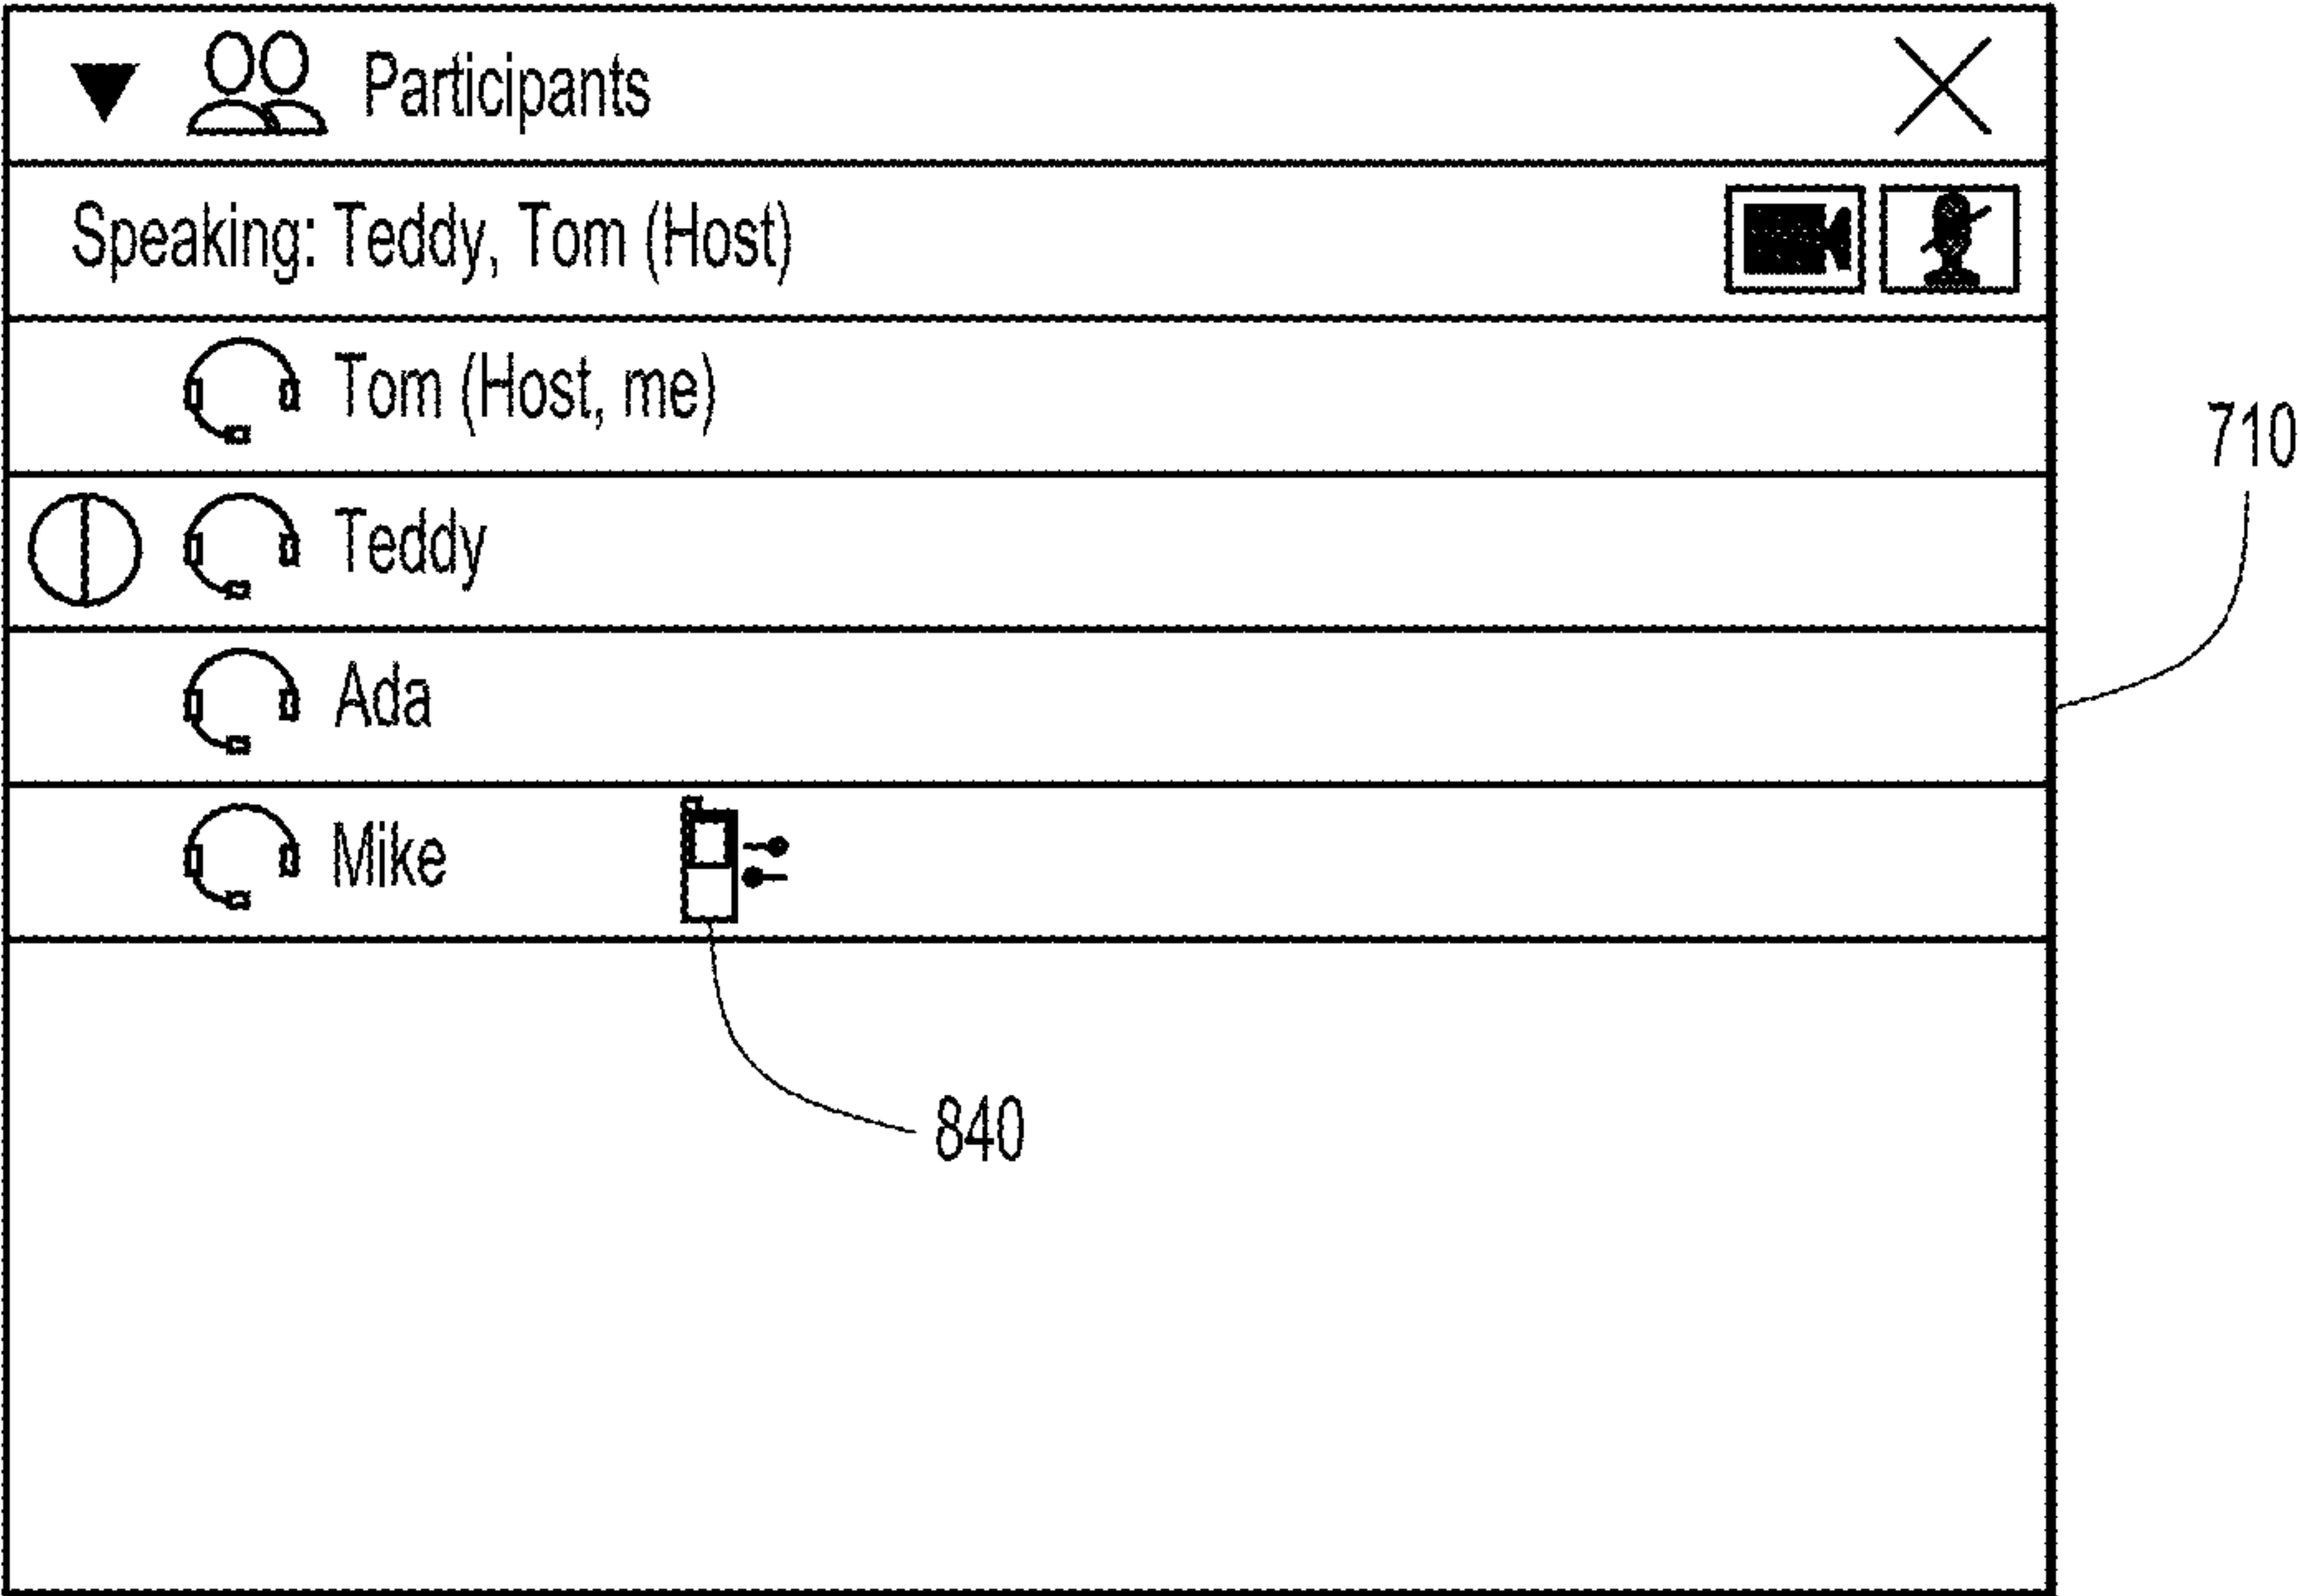 Participants
Speaking: Teddy, Tom (Host)
Tom (Host, me)
710
Teddy
Ada
Mike
840